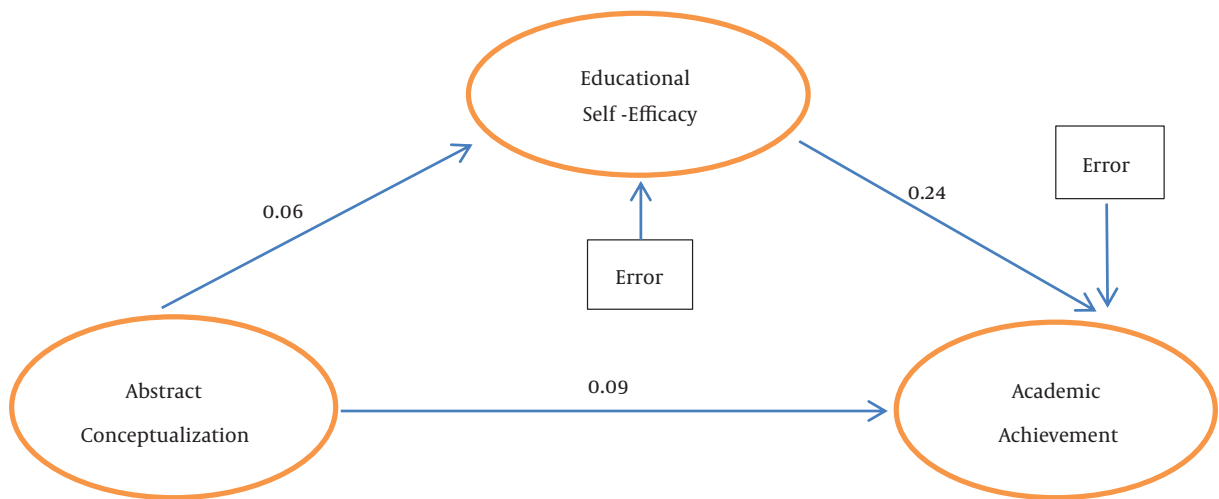 Educational
Self -Efficacy
Error
0.24
0.06
Error
Abstract
Conceptualization
0.09
Academic
Achievement